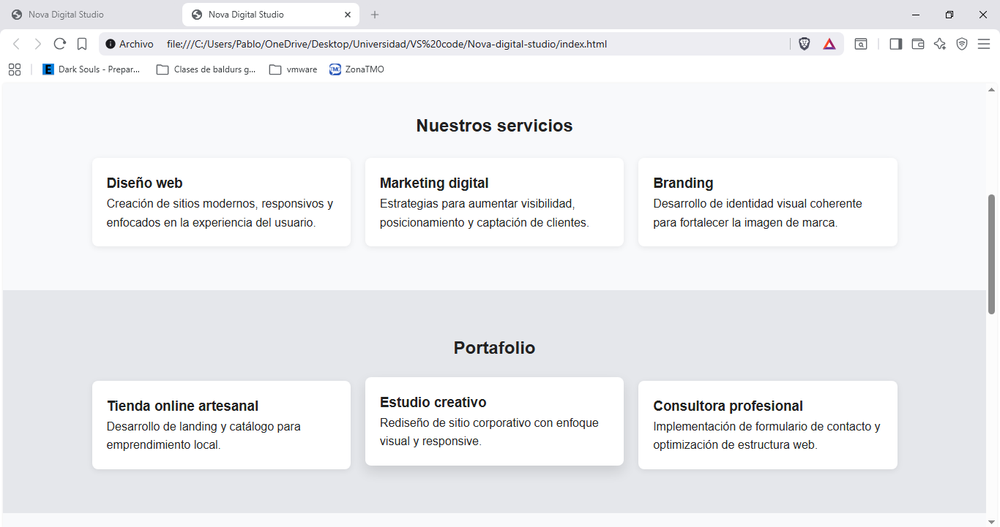 Nova Digital Studio
Nova Digital Studio
Archivo file:///C:/Users/Pablo/OneDrive/Desktop/Universidad/VS%20code/Nova-digital-studio/index.html
E Dark Souls - Prepar... Clases de baldurs g... vmware TMO ZonaTMO
Nuestros servicios
Diseño web
Creación de sitios modernos, responsivos y
enfocados en la experiencia del usuario.
Marketing digital
Estrategias para aumentar visibilidad,
posicionamiento y captación de clientes.
Branding
Desarrollo de identidad visual coherente
para fortalecer la imagen de marca.
Portafolio
Tienda online artesanal
Desarrollo de landing y catálogo para
emprendimiento local.
Estudio creativo
Rediseño de sitio corporativo con enfoque
visual y responsive.
Consultora profesional
Implementación de formulario de contacto y
optimización de estructura web.